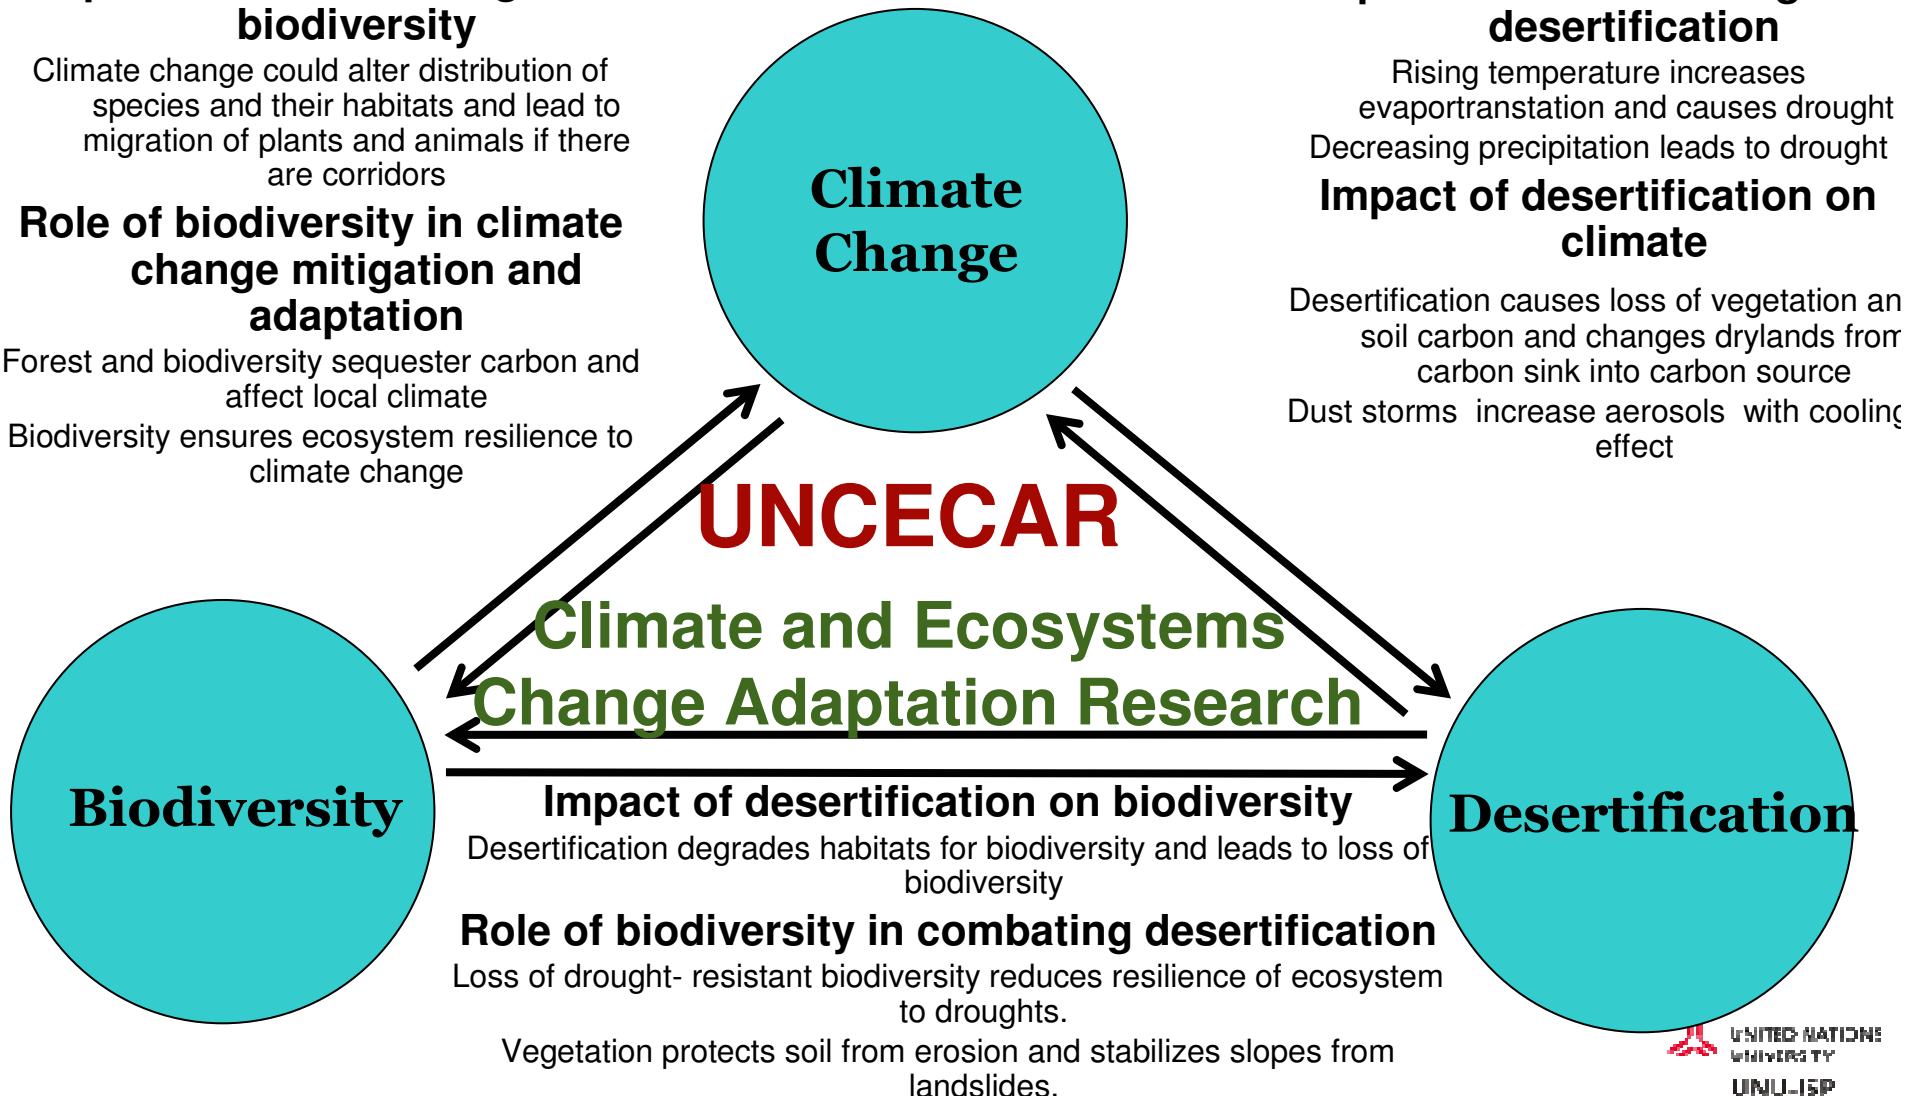 biodiversity
Climate change could alter distribution of
species and their habitats and lead to
migration of plants and animals if there
are corridors
Role of biodiversity in climate
change mitigation and
adaptation
Forest and biodiversity sequester carbon and
affect local climate
Biodiversity ensures ecosystem resilience to
climate change
Climate
Change
desertification
Rising temperature increases
evaportranstation and causes drought
Decreasing precipitation leads to drought
Impact of desertification on
climate
Desertification causes loss of vegetation an
soil carbon and changes drylands from
carbon sink into carbon source
Dust storms increase aerosols with cooling
effect
UNCECAR
Climate and Ecosystems
Change Adaptation Research
Biodiversity
Desertification
Impact of desertification on biodiversity
Desertification degrades habitats for biodiversity and leads to loss of
biodiversity
Role of biodiversity in combating desertification
Loss of drought- resistant biodiversity reduces resilience of ecosystem
to droughts.
Vegetation protects soil from erosion and stabilizes slopes from
landslides.
UNITED NATIONS
UNIVERSITY
UNU-ISP